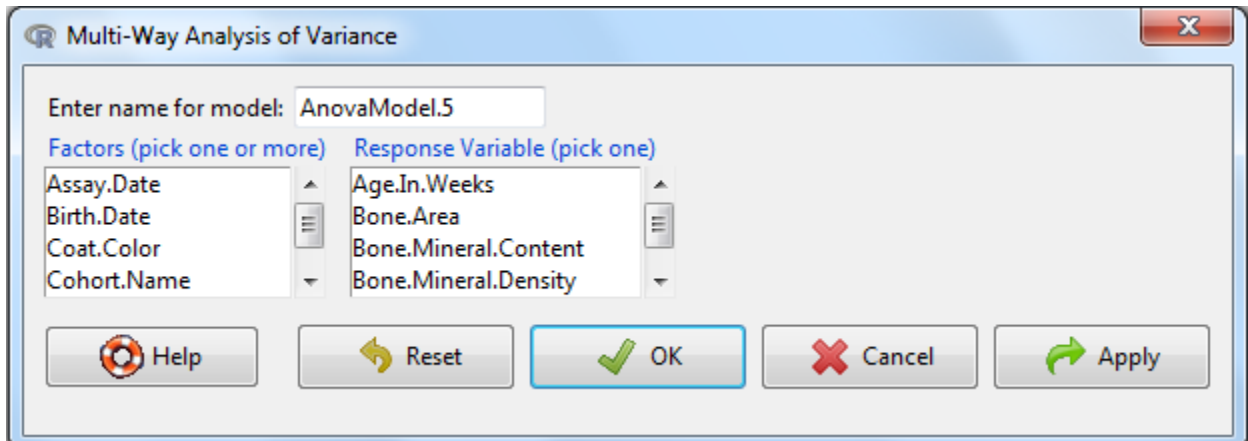 Multi-Way Analysis of Variance
Enter name for model: AnovaModel.5
Factors (pick one or more) Response Variable (pick one)
Assay.Date Age.In.Weeks
Birth.Date Bone.Area
Coat.Color Bone.Mineral.Content
Cohort.Name Bone.Mineral.Density
Help Reset OK Cancel Apply